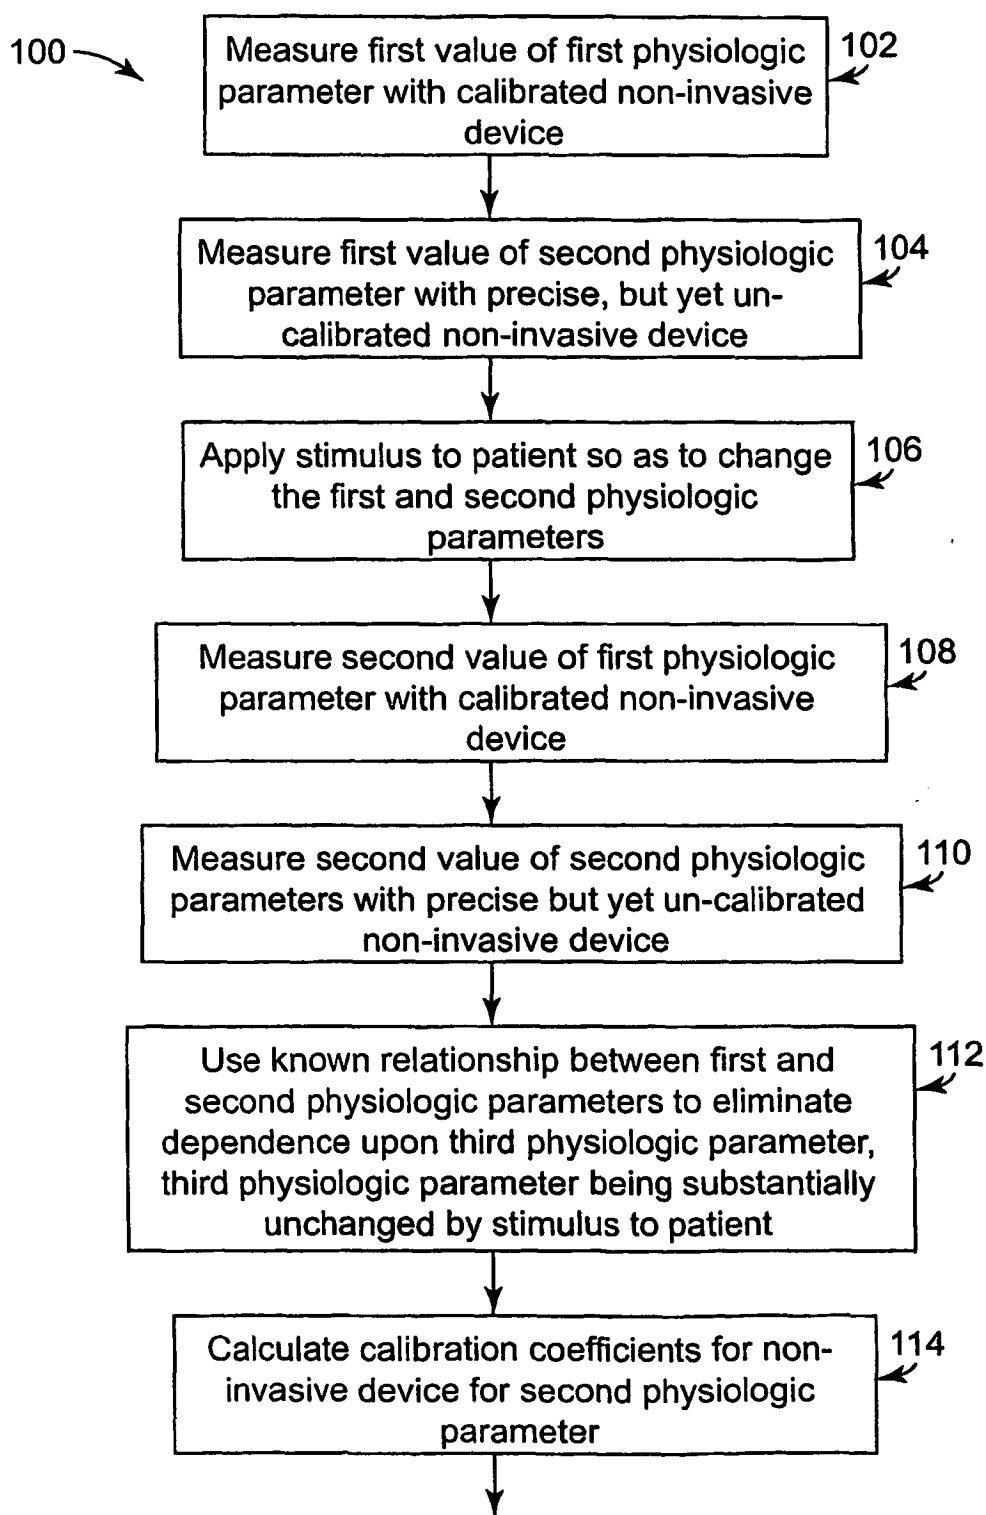 100
Measure first value of first physiologic
parameter with calibrated non-invasive
device
102
Measure first value of second physiologic
parameter with precise, but yet un-
calibrated non-invasive device
104
Apply stimulus to patient so as to change
the first and second physiologic
parameters
106
Measure second value of first physiologic
parameter with calibrated non-invasive
device
108
Measure second value of second physiologic
parameters with precise but yet un-calibrated
non-invasive device
110
Use known relationship between first and
second physiologic parameters to eliminate
dependence upon third physiologic parameter,
third physiologic parameter being substantially
unchanged by stimulus to patient
112
Calculate calibration coefficients for non-
invasive device for second physiologic
parameter
114